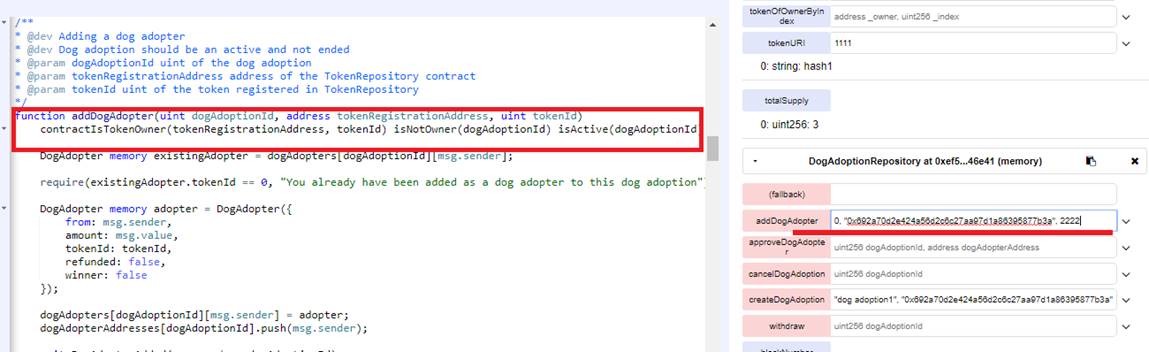 /**
* @dev Adding a dog adopter
* @dev Dog adoption should be an active and not ended
* @param dogAdoptionId uint of the dog adoption
* @param tokenRegistrationAddress address of the TokenRepository contract
* @param tokenId uint of the token registered in TokenRepository
*/
function addDogAdopter(uint dogAdoptionId, address tokenRegistrationAddress, uint tokenId)
contractIsTokenOwner(tokenRegistrationAddress, tokenId) isNotOwner(dogAdoptionId) isActive(dogAdoptionId)
DogAdopter memory existingAdopter = dogAdopters[dogAdoptionId][msg.sender];
require(existingAdopter.tokenId == 0, "You already have been added as a dog adopter to this dog adoption")
DogAdopter memory adopter = DogAdopter({
from: msg.sender,
amount: msg.value,
tokenId: tokenId,
refunded: false,
winner: false
});
dogAdopters[dogAdoptionId][msg.sender] = adopter;
dogAdopterAddresses[dogAdoptionId].push(msg.sender);
tokenOfOwnerByIn
dex
address _owner, uint256 _index
tokenURI
1111
0: string: hash1
totalSupply
0: uint256: 3
DogAdoptionRepository at 0xef5...46e41 (memory)
(fallback)
addDogAdopter
0, "0x692a70d2e424a56d2c6c27aa97d1a86395877b3a", 2222
approveDogAdopte
r
uint256 dogAdoptionId, address dogAdopterAddress
cancelDogAdoption
uint256 dogAdoptionId
createDogAdoption
"dog adoption1", "0x692a70d2e424a56d2c6c27aa97d1a86395877b3a"
withdraw
uint256 dogAdoptionId